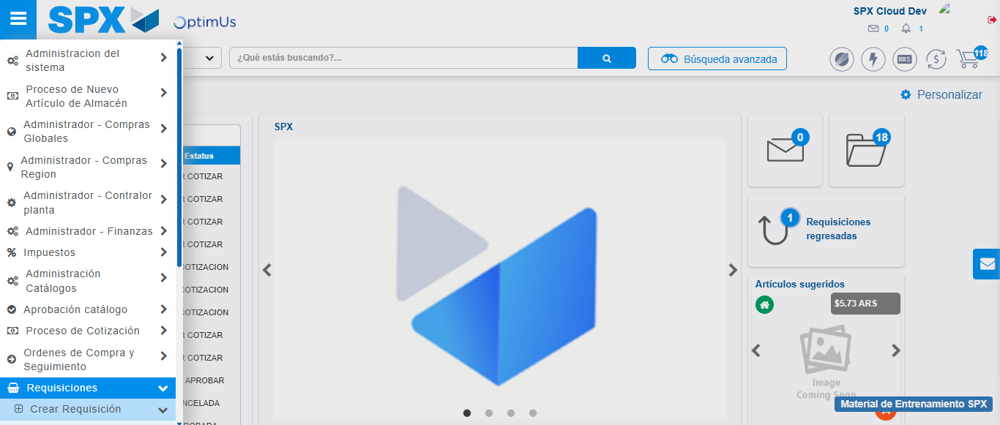 SPX
OptimUs
SPX Cloud Dev
0
1
¿Qué estás buscando?...
Búsqueda avanzada
118
Personalizar
Administracion del
sistema
Proceso de Nuevo
Artículo de Almacén
Administrador - Compras
Globales
Administrador - Compras
Region
Administrador - Contralor
planta
Administrador - Finanzas
Impuestos
Administración
Catálogos
Aprobación catálogo
Proceso de Cotización
Ordenes de Compra y
Seguimiento
Requisiciones
Crear Requisición
Estatus
COTIZAR
COTIZAR
COTIZAR
COTIZAR
OTIZACION
OTIZACION
OTIZACION
COTIZAR
COTIZAR
APROBAR
NCELADA
OBADA
SPX
0
18
1
Requisiciones
regresadas
Artículos sugeridos
$5.73 ARS
Image
Coming Soon
Material de Entrenamiento SPX